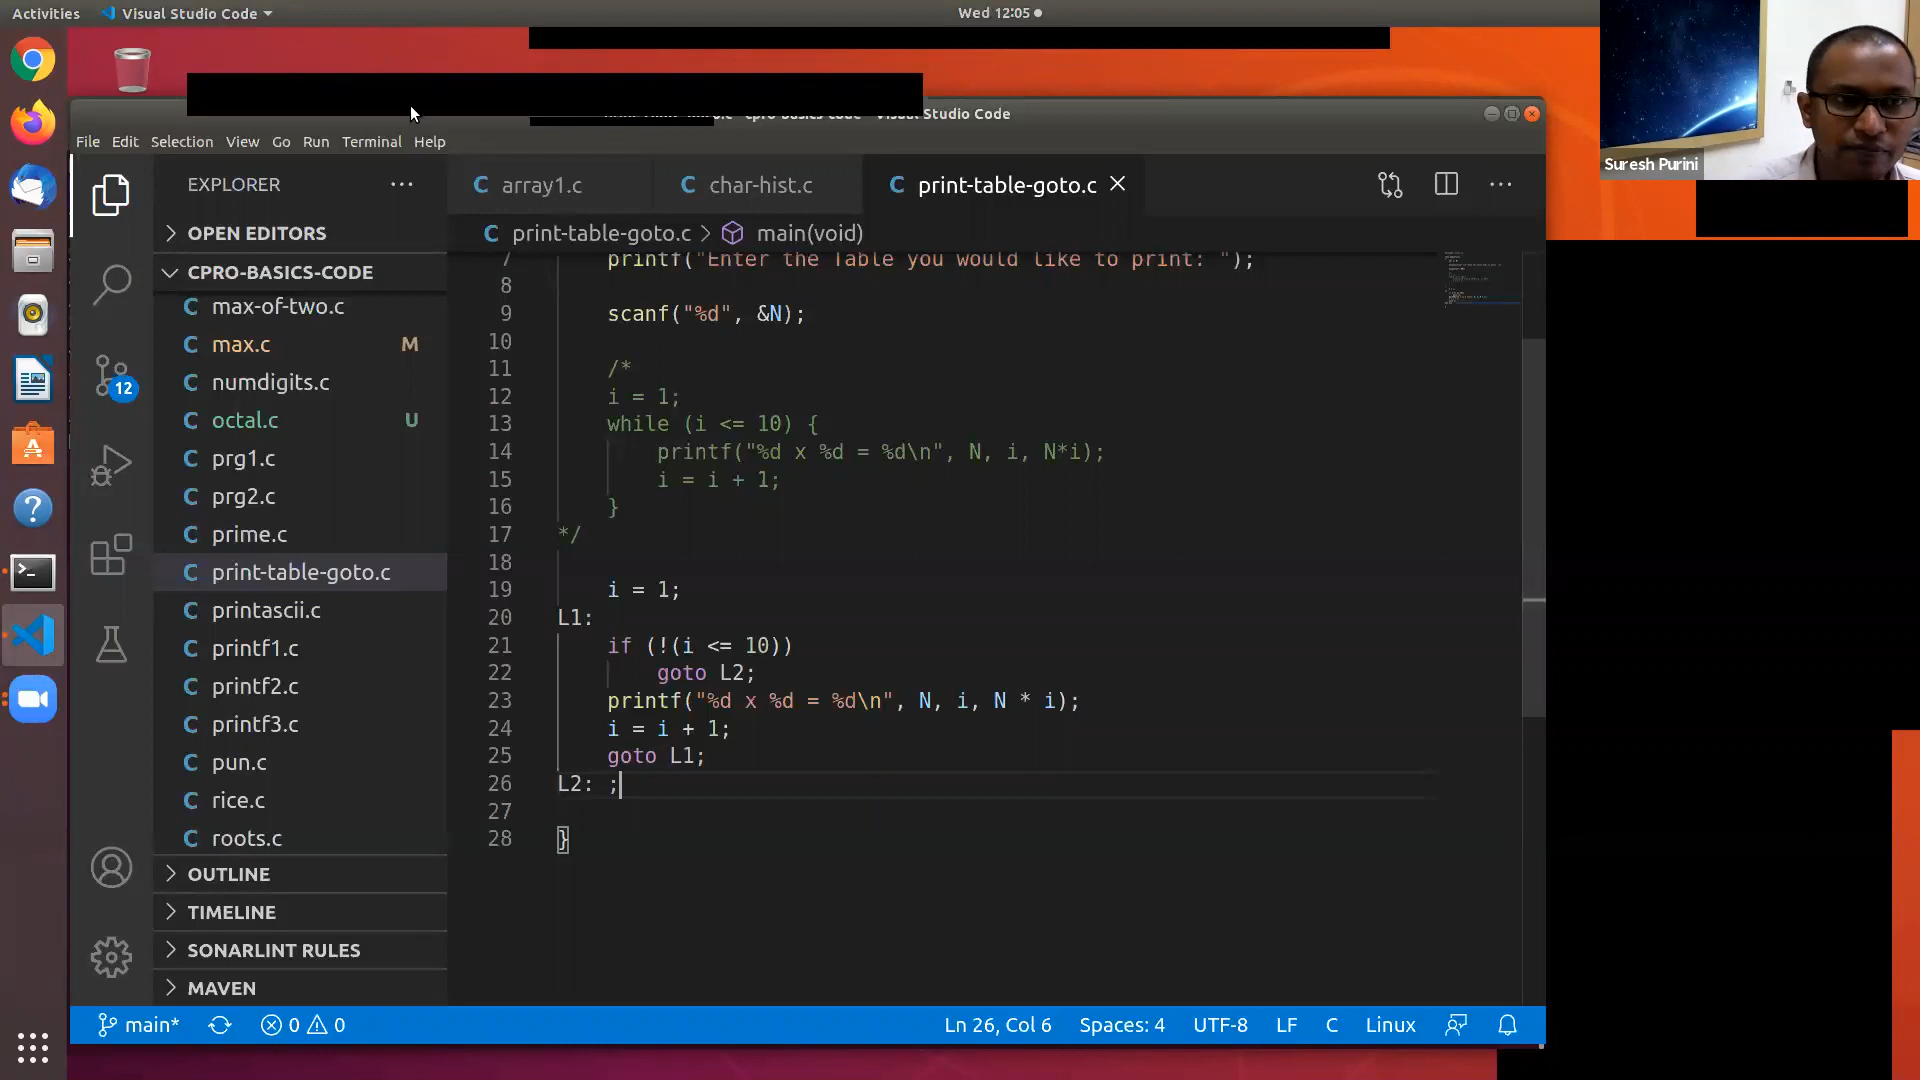 Activities
Visual Studio Code
Wed 12:05
Suresh Purini
Visual Studio Code
File Edit Selection View Go Run Terminal Help
EXPLORER
OPEN EDITORS
CPRO-BASICS-CODE
C max-of-two.c
C max.c M
C numdigits.c
C octal.c U
C prg1.c
C prg2.c
C prime.c
C print-table-goto.c
C printascii.c
C printf1.c
C printf2.c
C printf3.c
C pun.c
C rice.c
C roots.c
OUTLINE
TIMELINE
SONARLINT RULES
MAVEN
12
C array1.c C char-hist.c C print-table-goto.c
C print-table-goto.c > main(void)
7 printf("Enter the Table you would like to print: ");
8
9 scanf("%d", &N);
10
11 /*
12 i = 1;
13 while (i <= 10) {
14 printf("%d x %d = %d\n", N, i, N*i);
15 i = i + 1;
16 }
17 */
18
19 i = 1;
20 L1:
21 if (!(i <= 10))
22 goto L2;
23 printf("%d x %d = %d\n", N, i, N * i);
24 i = i + 1;
25 goto L1;
26 L2: ;
27
28 }
main* 0 0 Ln 26, Col 6 Spaces: 4 UTF-8 LF C Linux